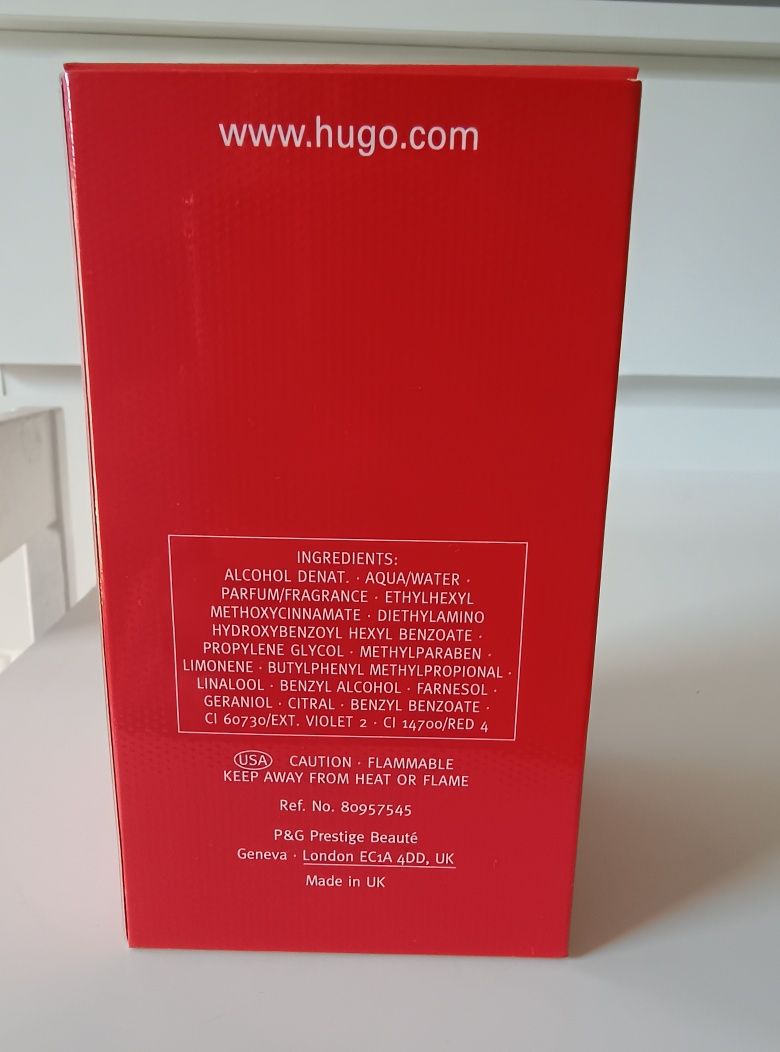 www.hugo.com
INGREDIENTS:
ALCOHOL DENAT. · AQUA/WATER ·
PARFUM/FRAGRANCE · ETHYLHEXYL
METHOXYCINNAMATE · DIETHYLAMINO
HYDROXYBENZOYL HEXYL BENZOATE ·
PROPYLENE GLYCOL · METHYLPARABEN ·
LIMONENE · BUTYLPHENYL METHYLPROPIONAL ·
LINALOOL · BENZYL ALCOHOL · FARNESOL ·
GERANIOL · CITRAL · BENZYL BENZOATE ·
CI 60730/EXT. VIOLET 2 · CI 14700/RED 4
USA CAUTION · FLAMMABLE
KEEP AWAY FROM HEAT OR FLAME
Ref. No. 80957545
P&G Prestige Beauté
Geneva · London EC1A 4DD, UK
Made in UK